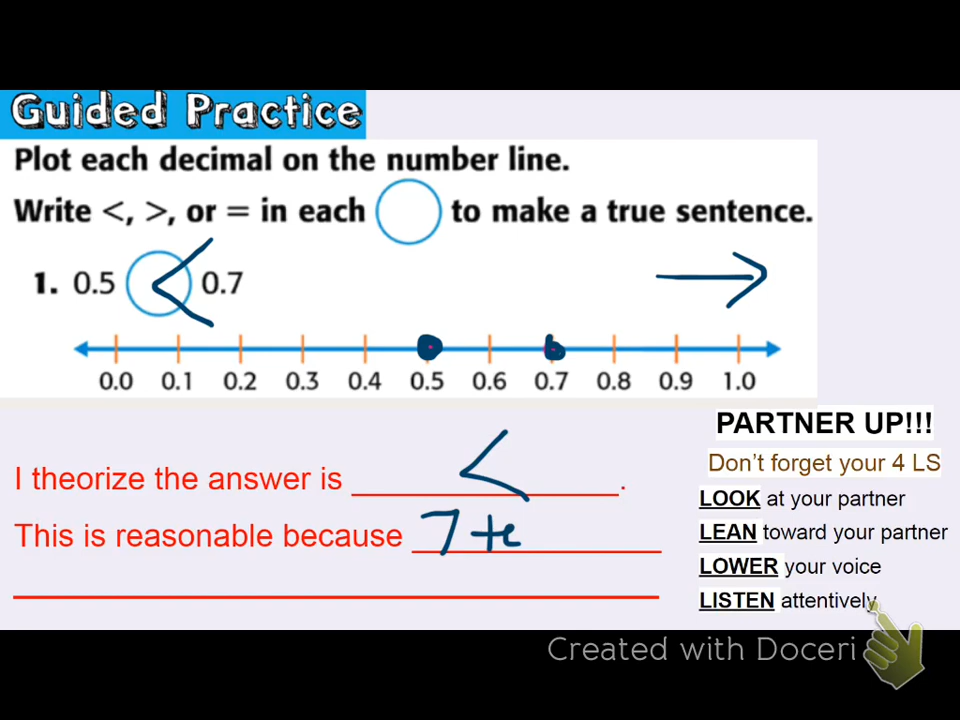 Guided Practice
Plot each decimal on the number line.
Write <, >, or = in each ◯ to make a true sentence.
1. 0.5 < 0.7
0.0 0.1 0.2 0.3 0.4 0.5 0.6 0.7 0.8 0.9 1.0
I theorize the answer is < .
This is reasonable because 7 te
PARTNER UP!!!
Don't forget your 4 LS
LOOK at your partner
LEAN toward your partner
LOWER your voice
LISTEN attentively
Created with Doceri